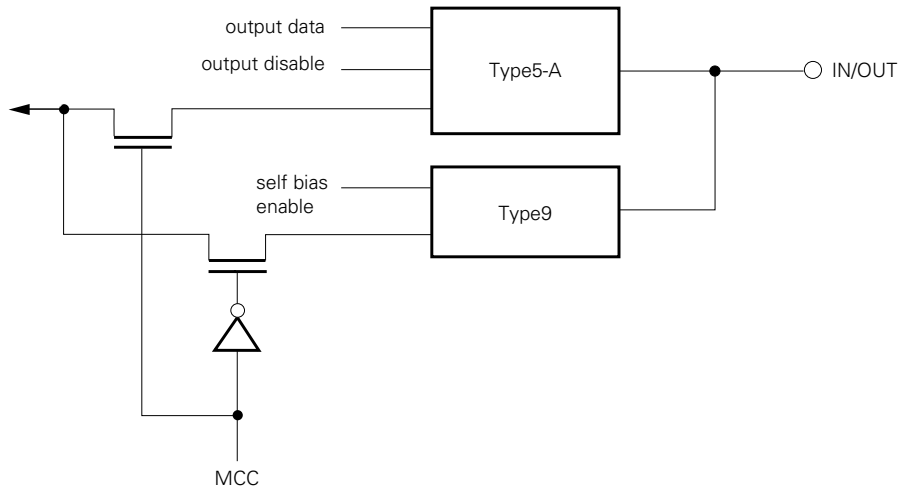 output data
output disable
Type5-A
IN/OUT
self bias
enable
Type9
MCC